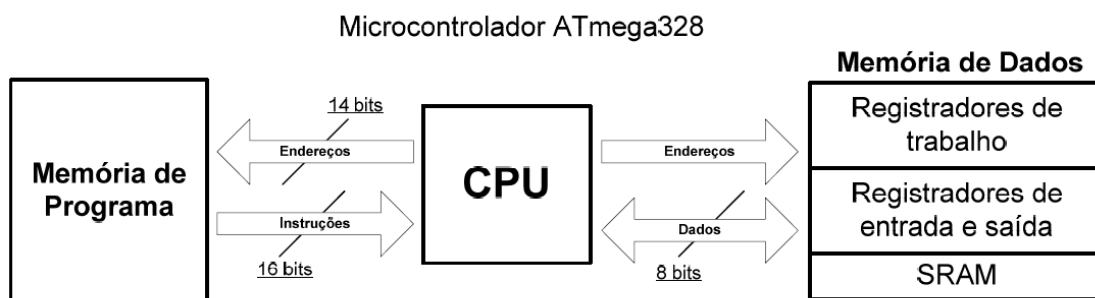 Microcontrolador ATmega328
Memória de
Programa
14 bits
Endereços
Instruções
16 bits
CPU
Endereços
Dados
8 bits
Memória de Dados
Registradores de
trabalho
Registradores de
entrada e saída
SRAM